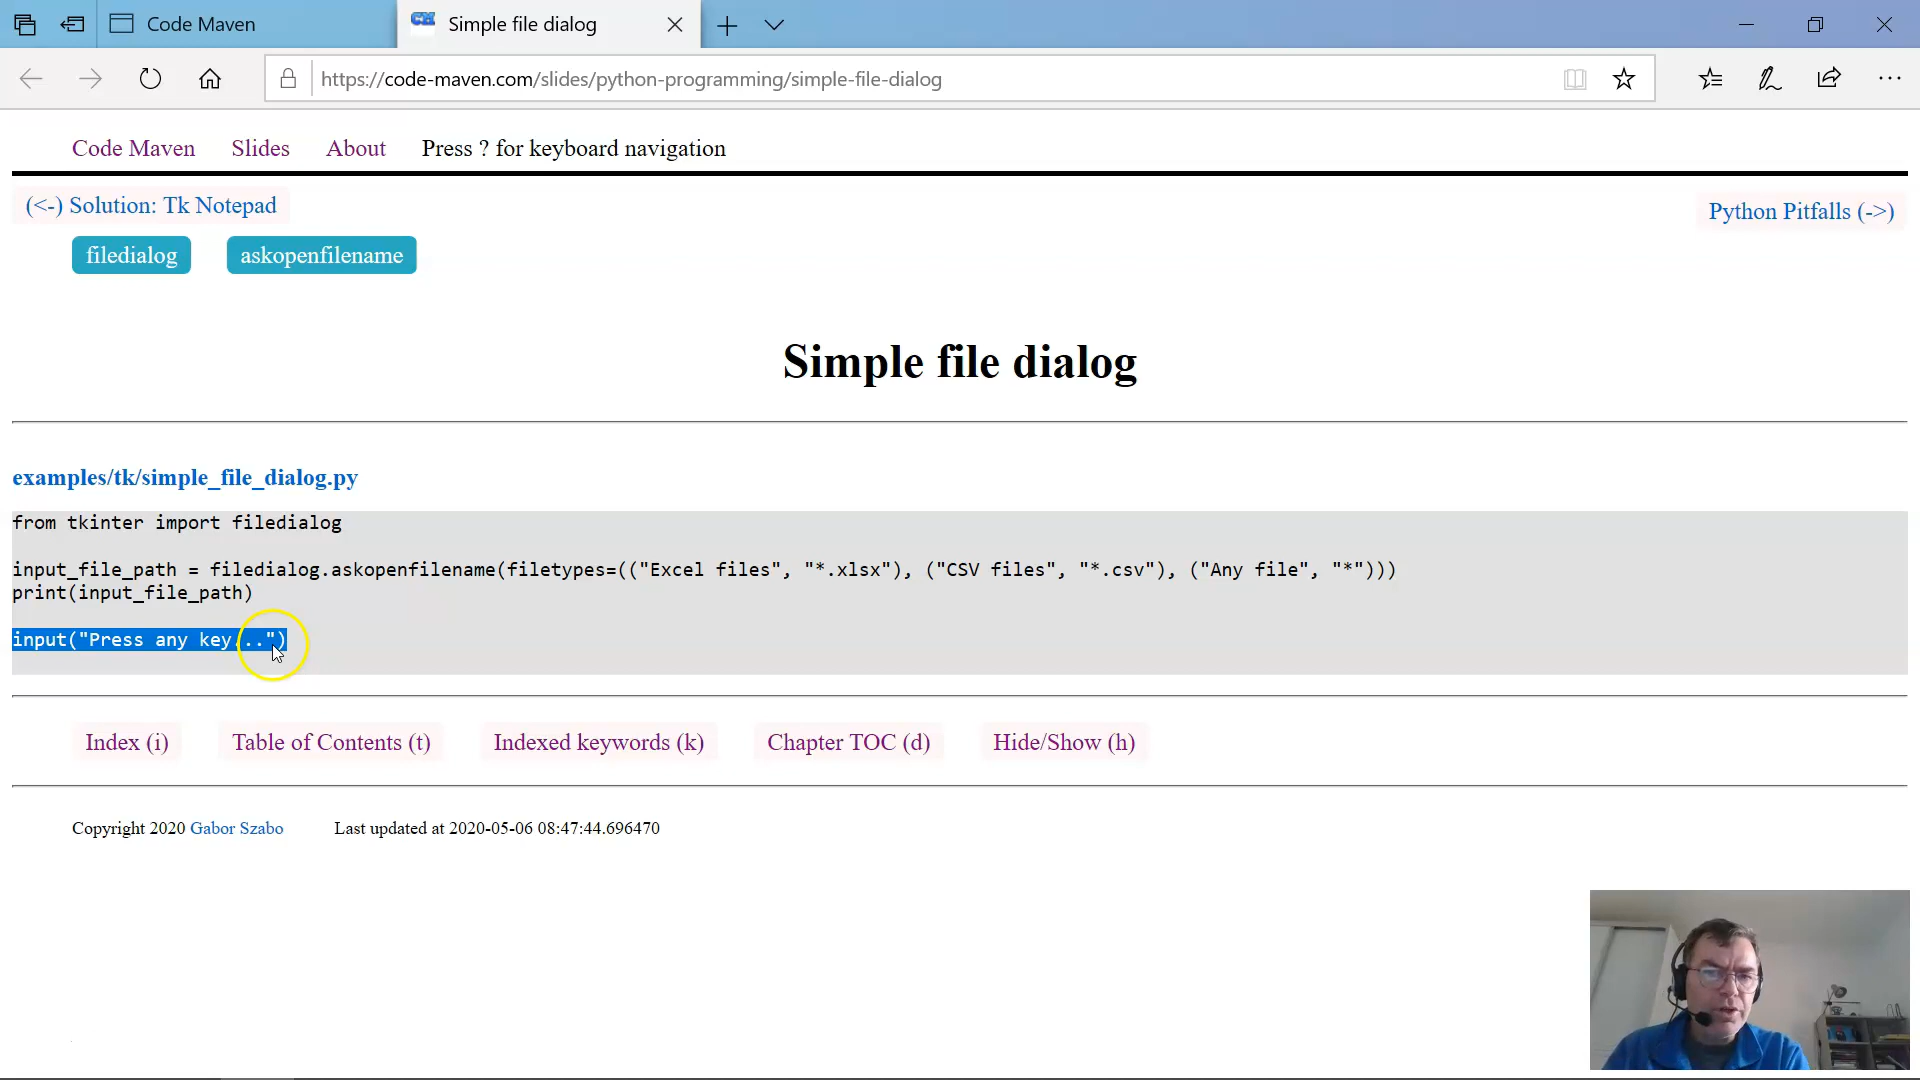 Code Maven
CM
Simple file dialog
https://code-maven.com/slides/python-programming/simple-file-dialog
Code Maven Slides About Press ? for keyboard navigation
(<-) Solution: Tk Notepad
Python Pitfalls (->)
filedialog askopenfilename
Simple file dialog
examples/tk/simple_file_dialog.py
from tkinter import filedialog
input_file_path = filedialog.askopenfilename(filetypes=(("Excel files", "*.xlsx"), ("CSV files", "*.csv"), ("Any file", "*")))
print(input_file_path)
input("Press any key...")
Index (i) Table of Contents (t) Indexed keywords (k) Chapter TOC (d) Hide/Show (h)
Copyright 2020 Gabor Szabo Last updated at 2020-05-06 08:47:44.696470